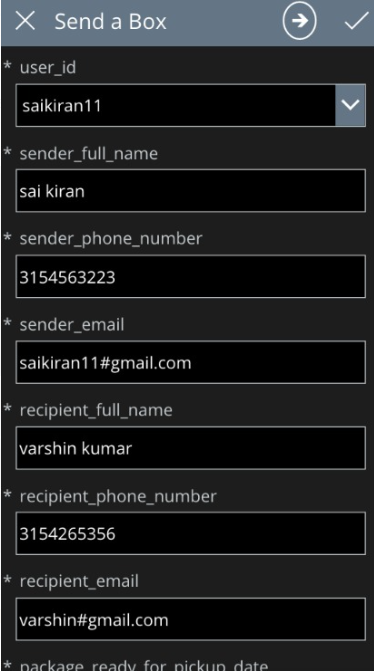 Send a Box
* user_id
saikiran11
* sender_full_name
sai kiran
* sender_phone_number
3154563223
* sender_email
saikiran11#gmail.com
* recipient_full_name
varshin kumar
* recipient_phone_number
3154265356
* recipient_email
varshin#gmail.com
* package_ready_for_pickup_date